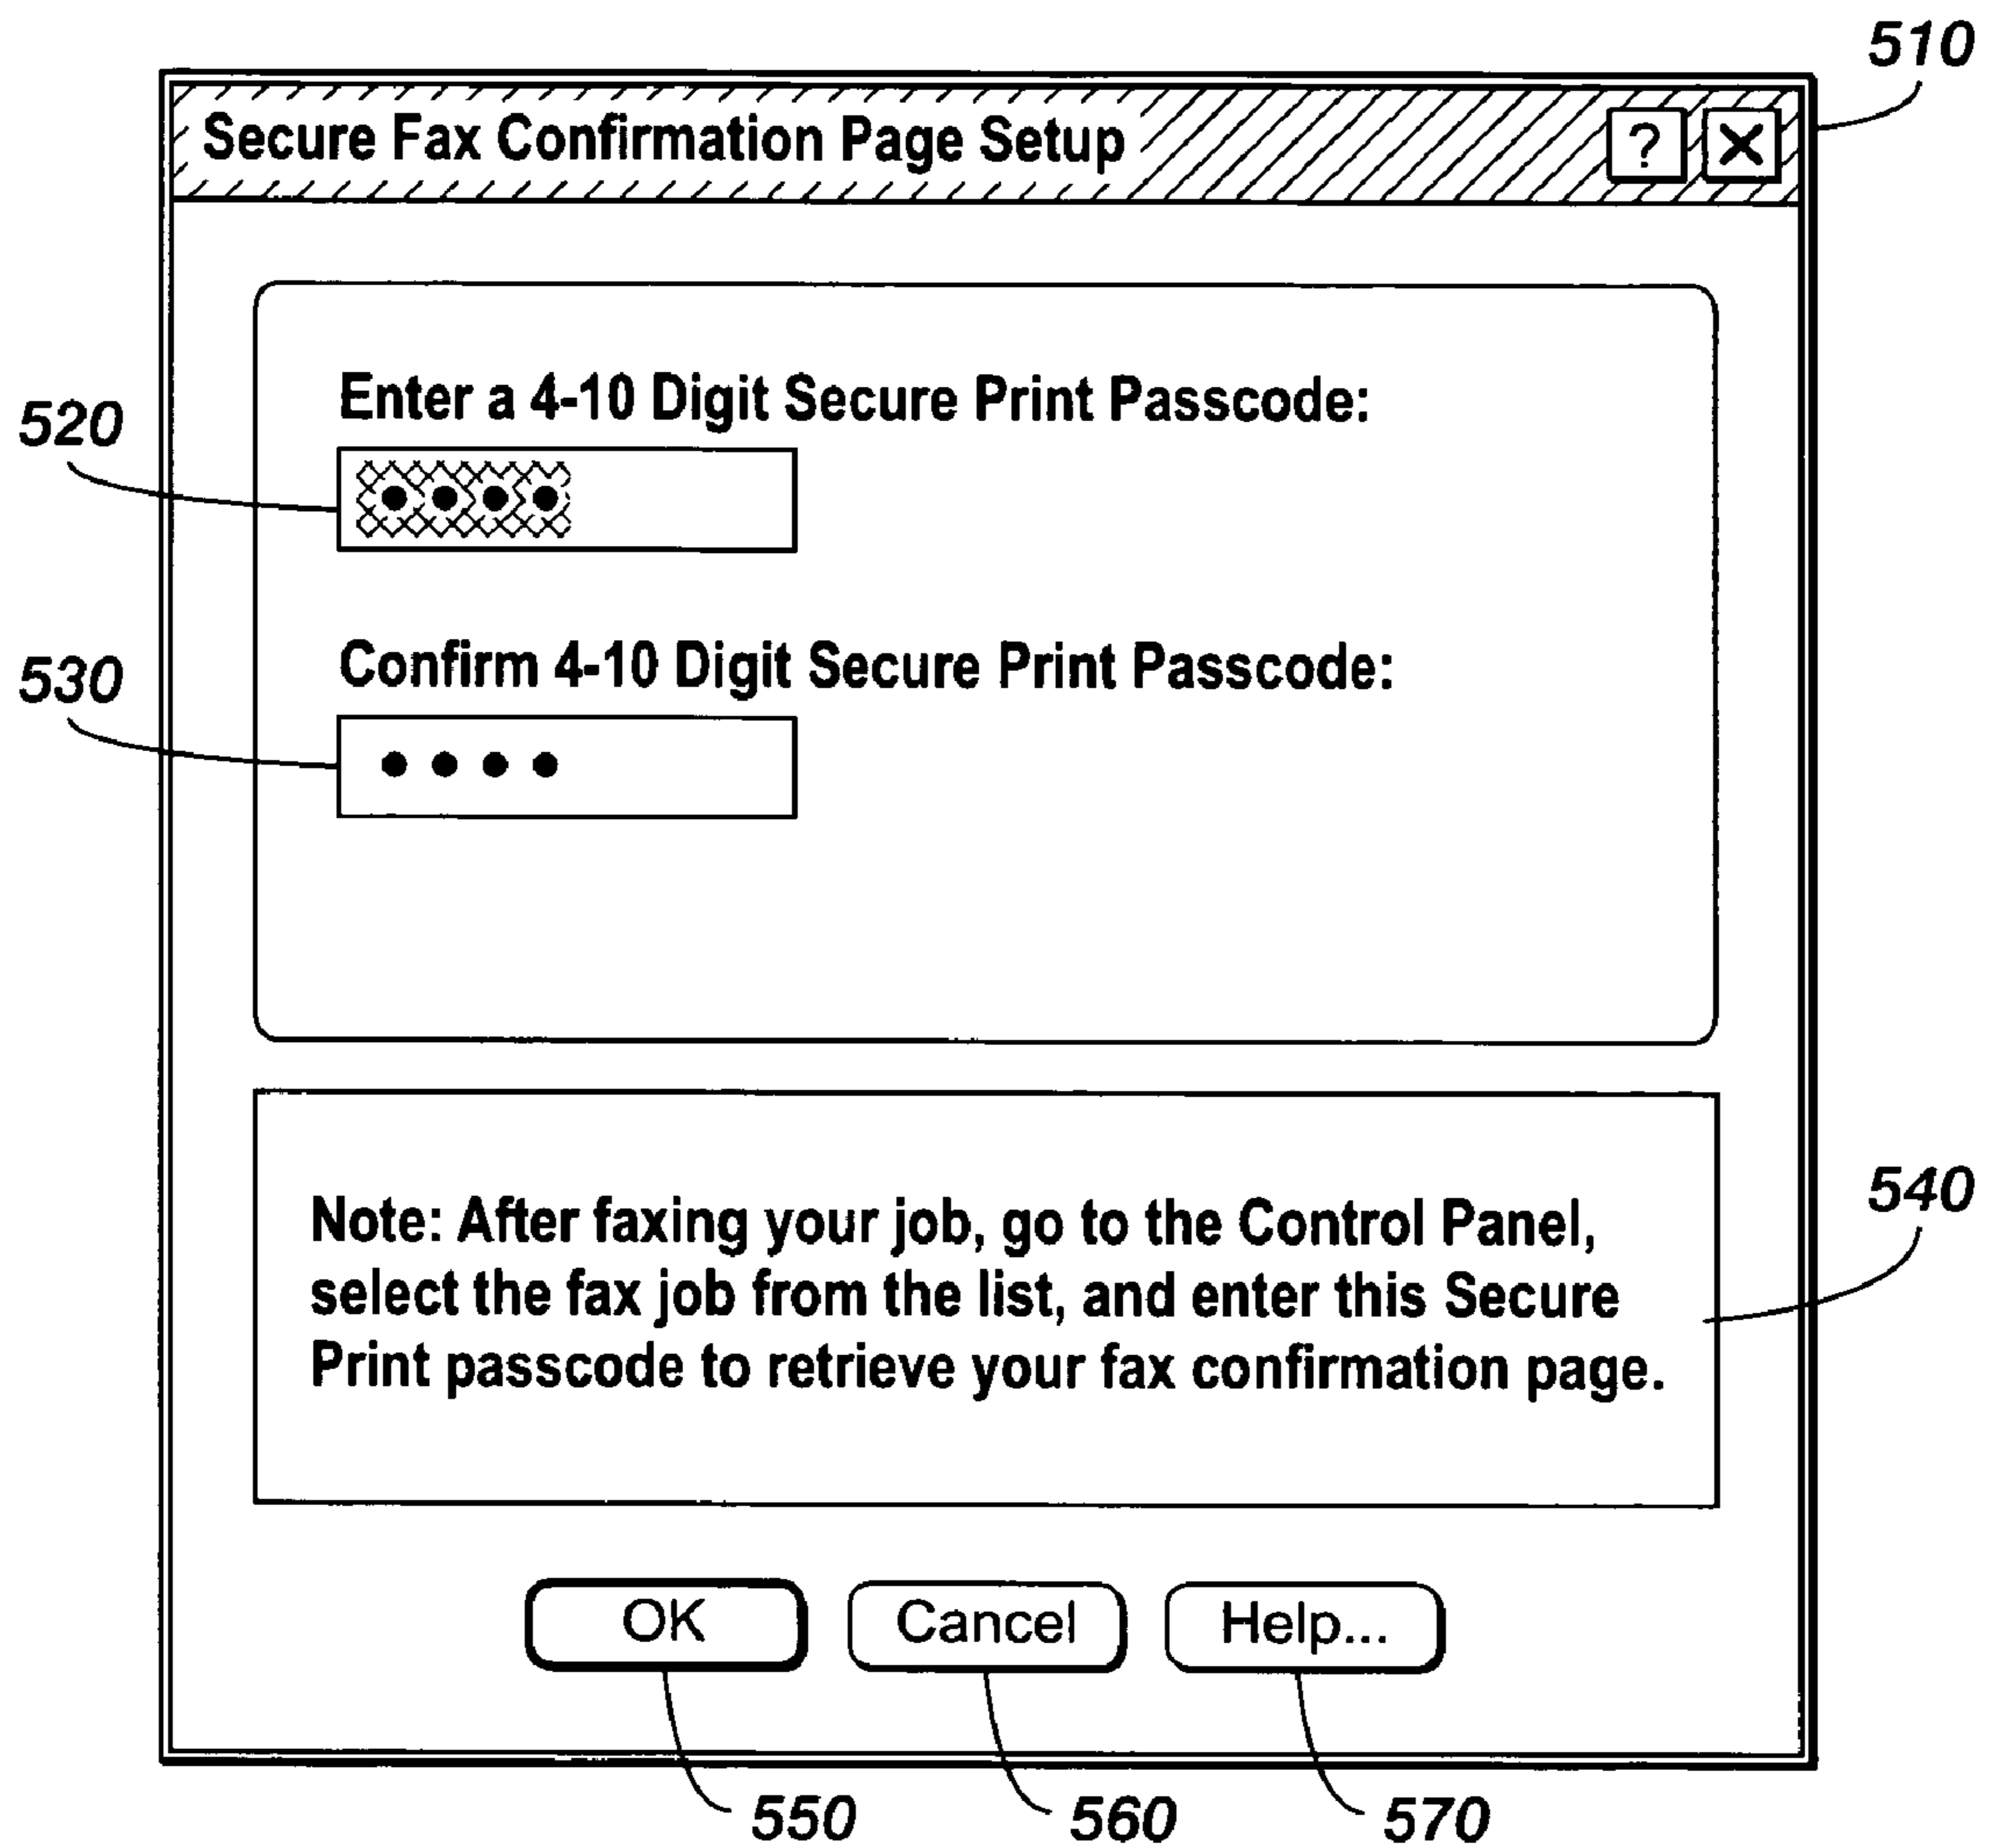 510
Secure Fax Confirmation Page Setup
?
Enter a 4-10 Digit Secure Print Passcode:
520
Confirm 4-10 Digit Secure Print Passcode:
530
Note: After faxing your job, go to the Control Panel,
select the fax job from the list, and enter this Secure
Print passcode to retrieve your fax confirmation page.
540
OK
Cancel
Help...
550
560
570